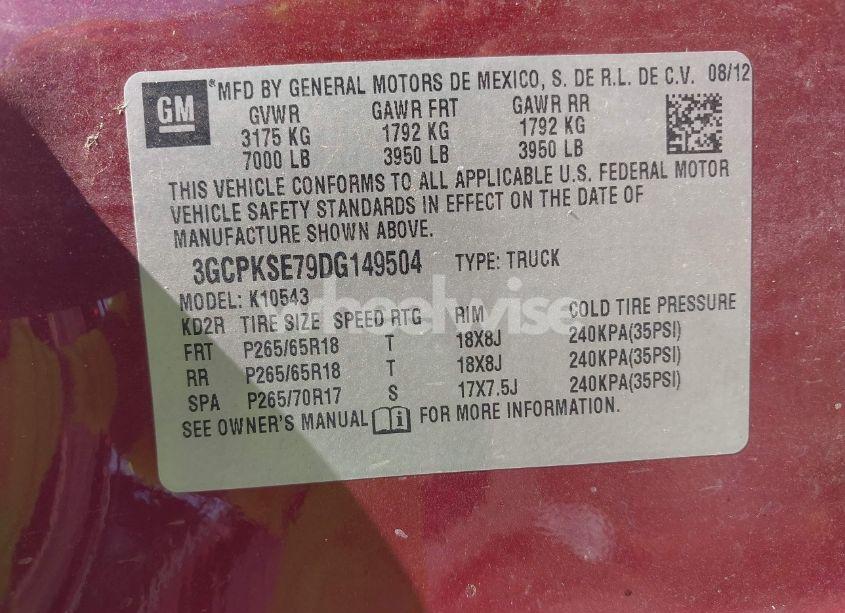 GM
*MFD BY GENERAL MOTORS DE MEXICO, S. DE R.L. DE C.V. 08/12
GVWR GAWR FRT GAWR RR
3175 KG 1792 KG 1792 KG
7000 LB 3950 LB 3950 LB
THIS VEHICLE CONFORMS TO ALL APPLICABLE U.S. FEDERAL MOTOR
VEHICLE SAFETY STANDARDS IN EFFECT ON THE DATE OF
MANUFACTURE SHOWN ABOVE.
3GCPKSE79DG149504 TYPE: TRUCK
MODEL: K10543
KD2R TIRE SIZE SPEED RTG RIM COLD TIRE PRESSURE
FRT P265/65R18 T 18X8J 240KPA(35PSI)
RR P265/65R18 T 18X8J 240KPA(35PSI)
SPA P265/70R17 S 17X7.5J 240KPA(35PSI)
SEE OWNER'S MANUAL i FOR MORE INFORMATION.